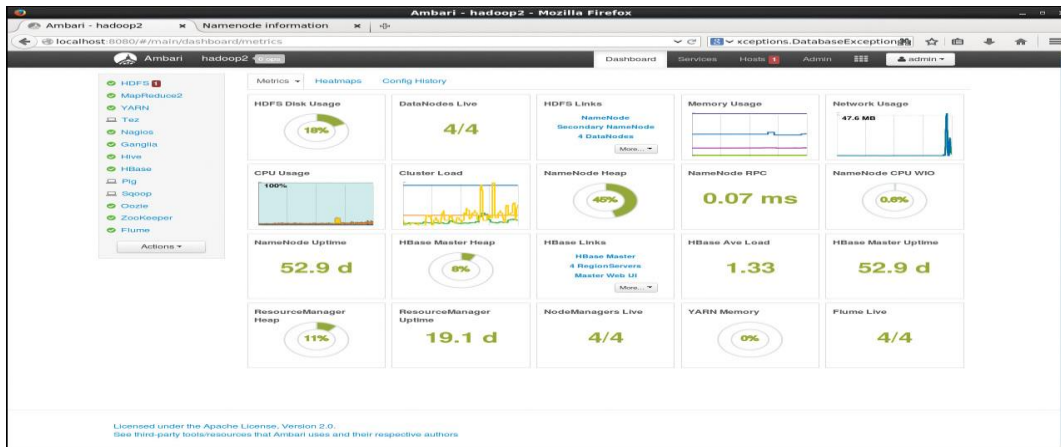 Ambari - hadoop2 - Mozilla Firefox
Ambari - hadoop2
Namenode information
localhost:8080/#/main/dashboard/metrics
xceptions.DatabaseException
Ambari hadoop2 Dashboard Services Hosts 1 Admin admin
HDFS 1
MapReduce2
YARN
Tez
Nagios
Ganglia
Hive
HBase
Pig
Sqoop
Oozie
ZooKeeper
Flume
Actions
Metrics Heatmaps Config History
HDFS Disk Usage
18%
DataNodes Live
4/4
HDFS Links
NameNode
Secondary NameNode
4 DataNodes
More...
Memory Usage
Network Usage
47.6 MB
CPU Usage
100%
Cluster Load
NameNode Heap
45%
NameNode RPC
0.07 ms
NameNode CPU WIO
0.6%
NameNode Uptime
52.9 d
HBase Master Heap
8%
HBase Links
HBase Master
4 RegionServers
Master Web UI
More...
HBase Ave Load
1.33
HBase Master Uptime
52.9 d
ResourceManager
Heap
11%
ResourceManager
Uptime
19.1 d
NodeManagers Live
4/4
YARN Memory
0%
Flume Live
4/4
Licensed under the Apache License, Version 2.0.
See third-party tools/resources that Ambari uses and their respective authors